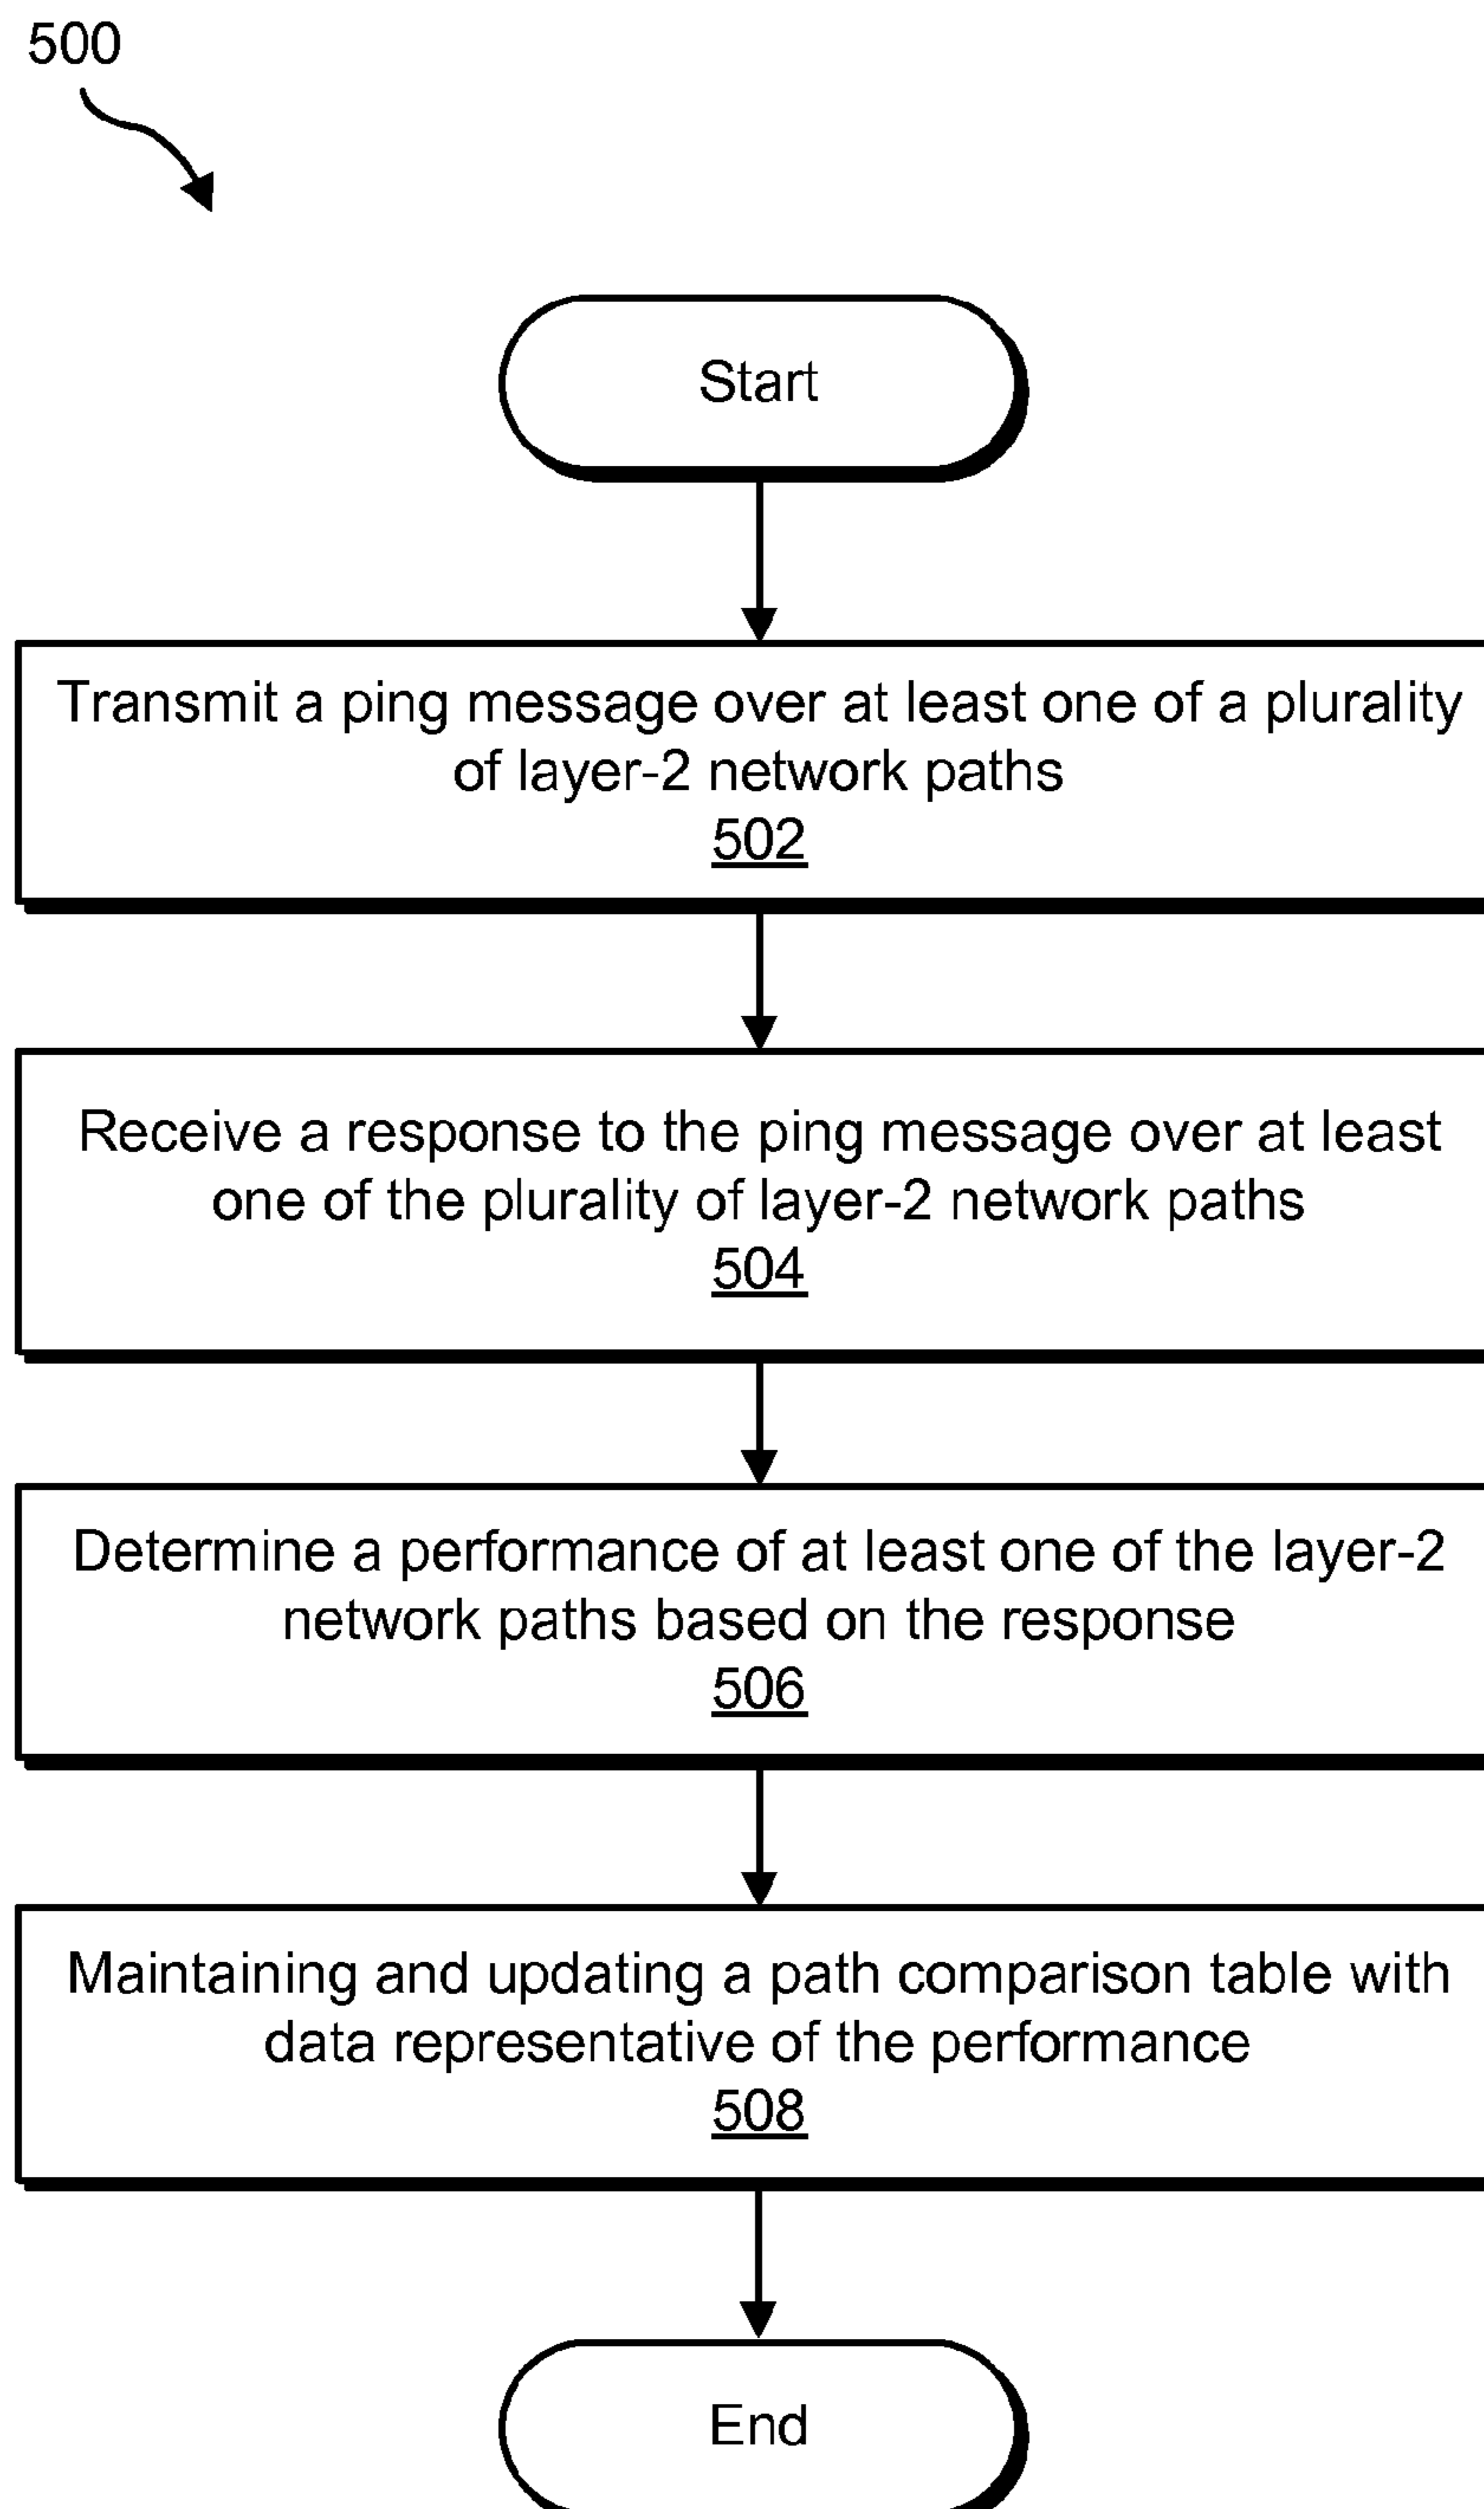 500
Start
Transmit a ping message over at least one of a plurality
of layer-2 network paths
502
Receive a response to the ping message over at least
one of the plurality of layer-2 network paths
504
Determine a performance of at least one of the layer-2
network paths based on the response
506
Maintaining and updating a path comparison table with
data representative of the performance
508
End